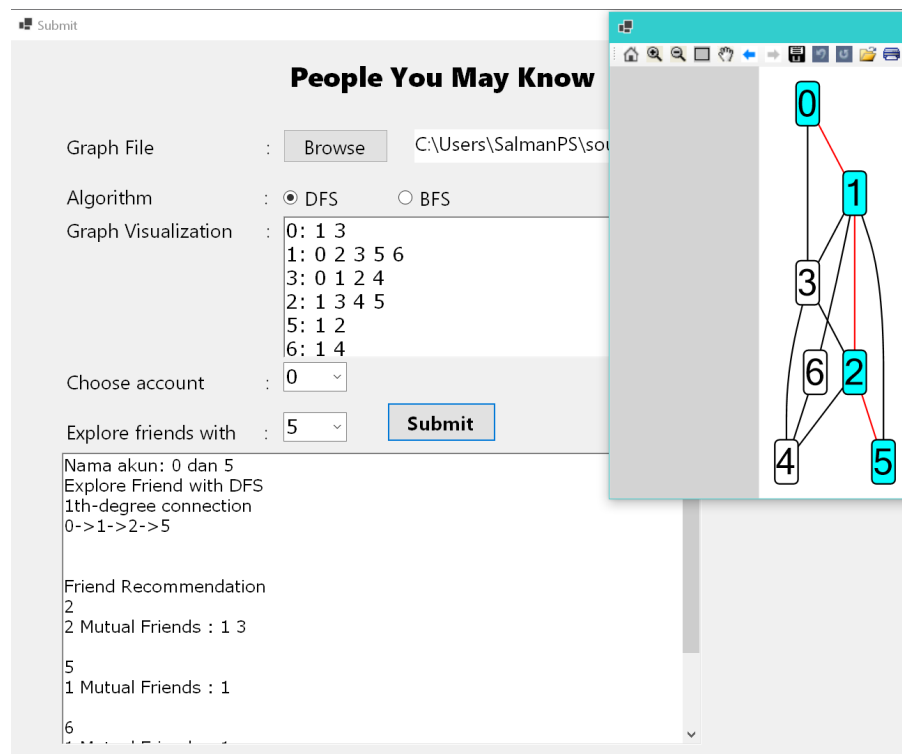 Submit
People You May Know
Graph File : Browse C:\Users\SalmanPS\sou
Algorithm : DFS BFS
Graph Visualization :
0: 1 3
1: 0 2 3 5 6
3: 0 1 2 4
2: 1 3 4 5
5: 1 2
6: 1 4
Choose account : 0
Explore friends with : 5 Submit
Nama akun: 0 dan 5
Explore Friend with DFS
1th-degree connection
0->1->2->5
Friend Recommendation
2
2 Mutual Friends : 1 3
5
1 Mutual Friends : 1
6
0
1
3
6 2
4 5